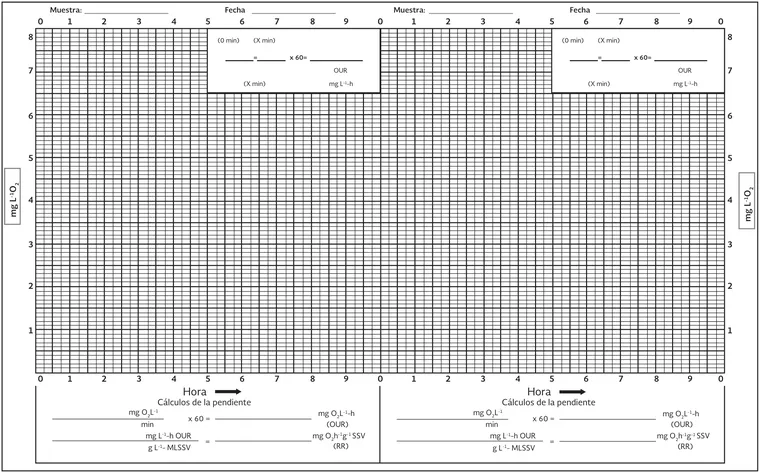 Muestra: Fecha Muestra: Fecha
0 1 2 3 4 5 6 7 8 9 0 1 2 3 4 5 6 7 8 9 0
8 (0 min) (X min) (0 min) (X min) 8
= x 60= = x 60=
7 OUR OUR 7
(X min) mg L⁻¹-h (X min) mg L⁻¹-h
6 6
5 5
mg L⁻¹O₂ 4 4 mg L⁻¹O₂
3 3
2 2
1 1
0 1 2 3 4 5 6 7 8 9 0 1 2 3 4 5 6 7 8 9 0
Hora Hora
Cálculos de la pendiente Cálculos de la pendiente
mg O₂L⁻¹ x 60 = mg O₂L⁻¹-h mg O₂L⁻¹ x 60 = mg O₂L⁻¹-h
min (OUR) min (OUR)
mg L⁻¹-h OUR = mg O₂h⁻¹g⁻¹ SSV mg L⁻¹-h OUR = mg O₂h⁻¹g⁻¹ SSV
g L⁻¹- MLSSV (RR) g L⁻¹- MLSSV (RR)